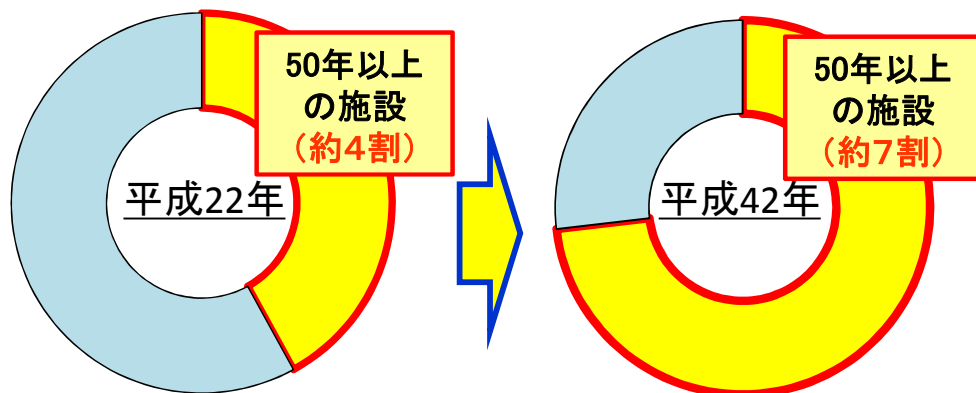 50年以上
の施設
(約4割)
平成22年
50年以上
の施設
(約7割)
平成42年